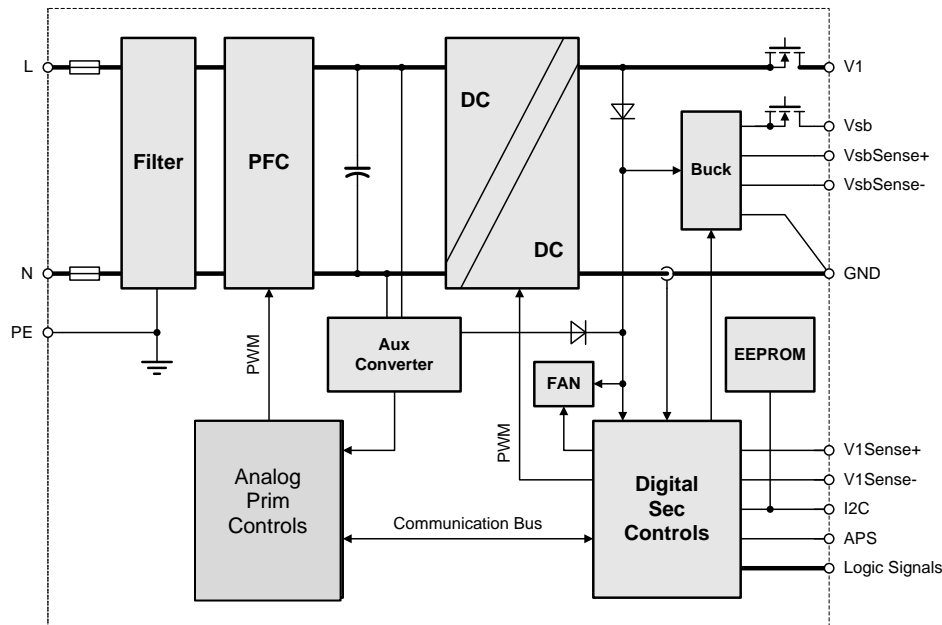 L
Filter
PFC
DC
DC
V1
Vsb
VsbSense+
VsbSense-
Buck
N
GND
PE
PWM
Aux
Converter
PWM
FAN
EEPROM
Analog
Prim
Controls
Communication Bus
Digital
Sec
Controls
V1Sense+
V1Sense-
I2C
APS
Logic Signals